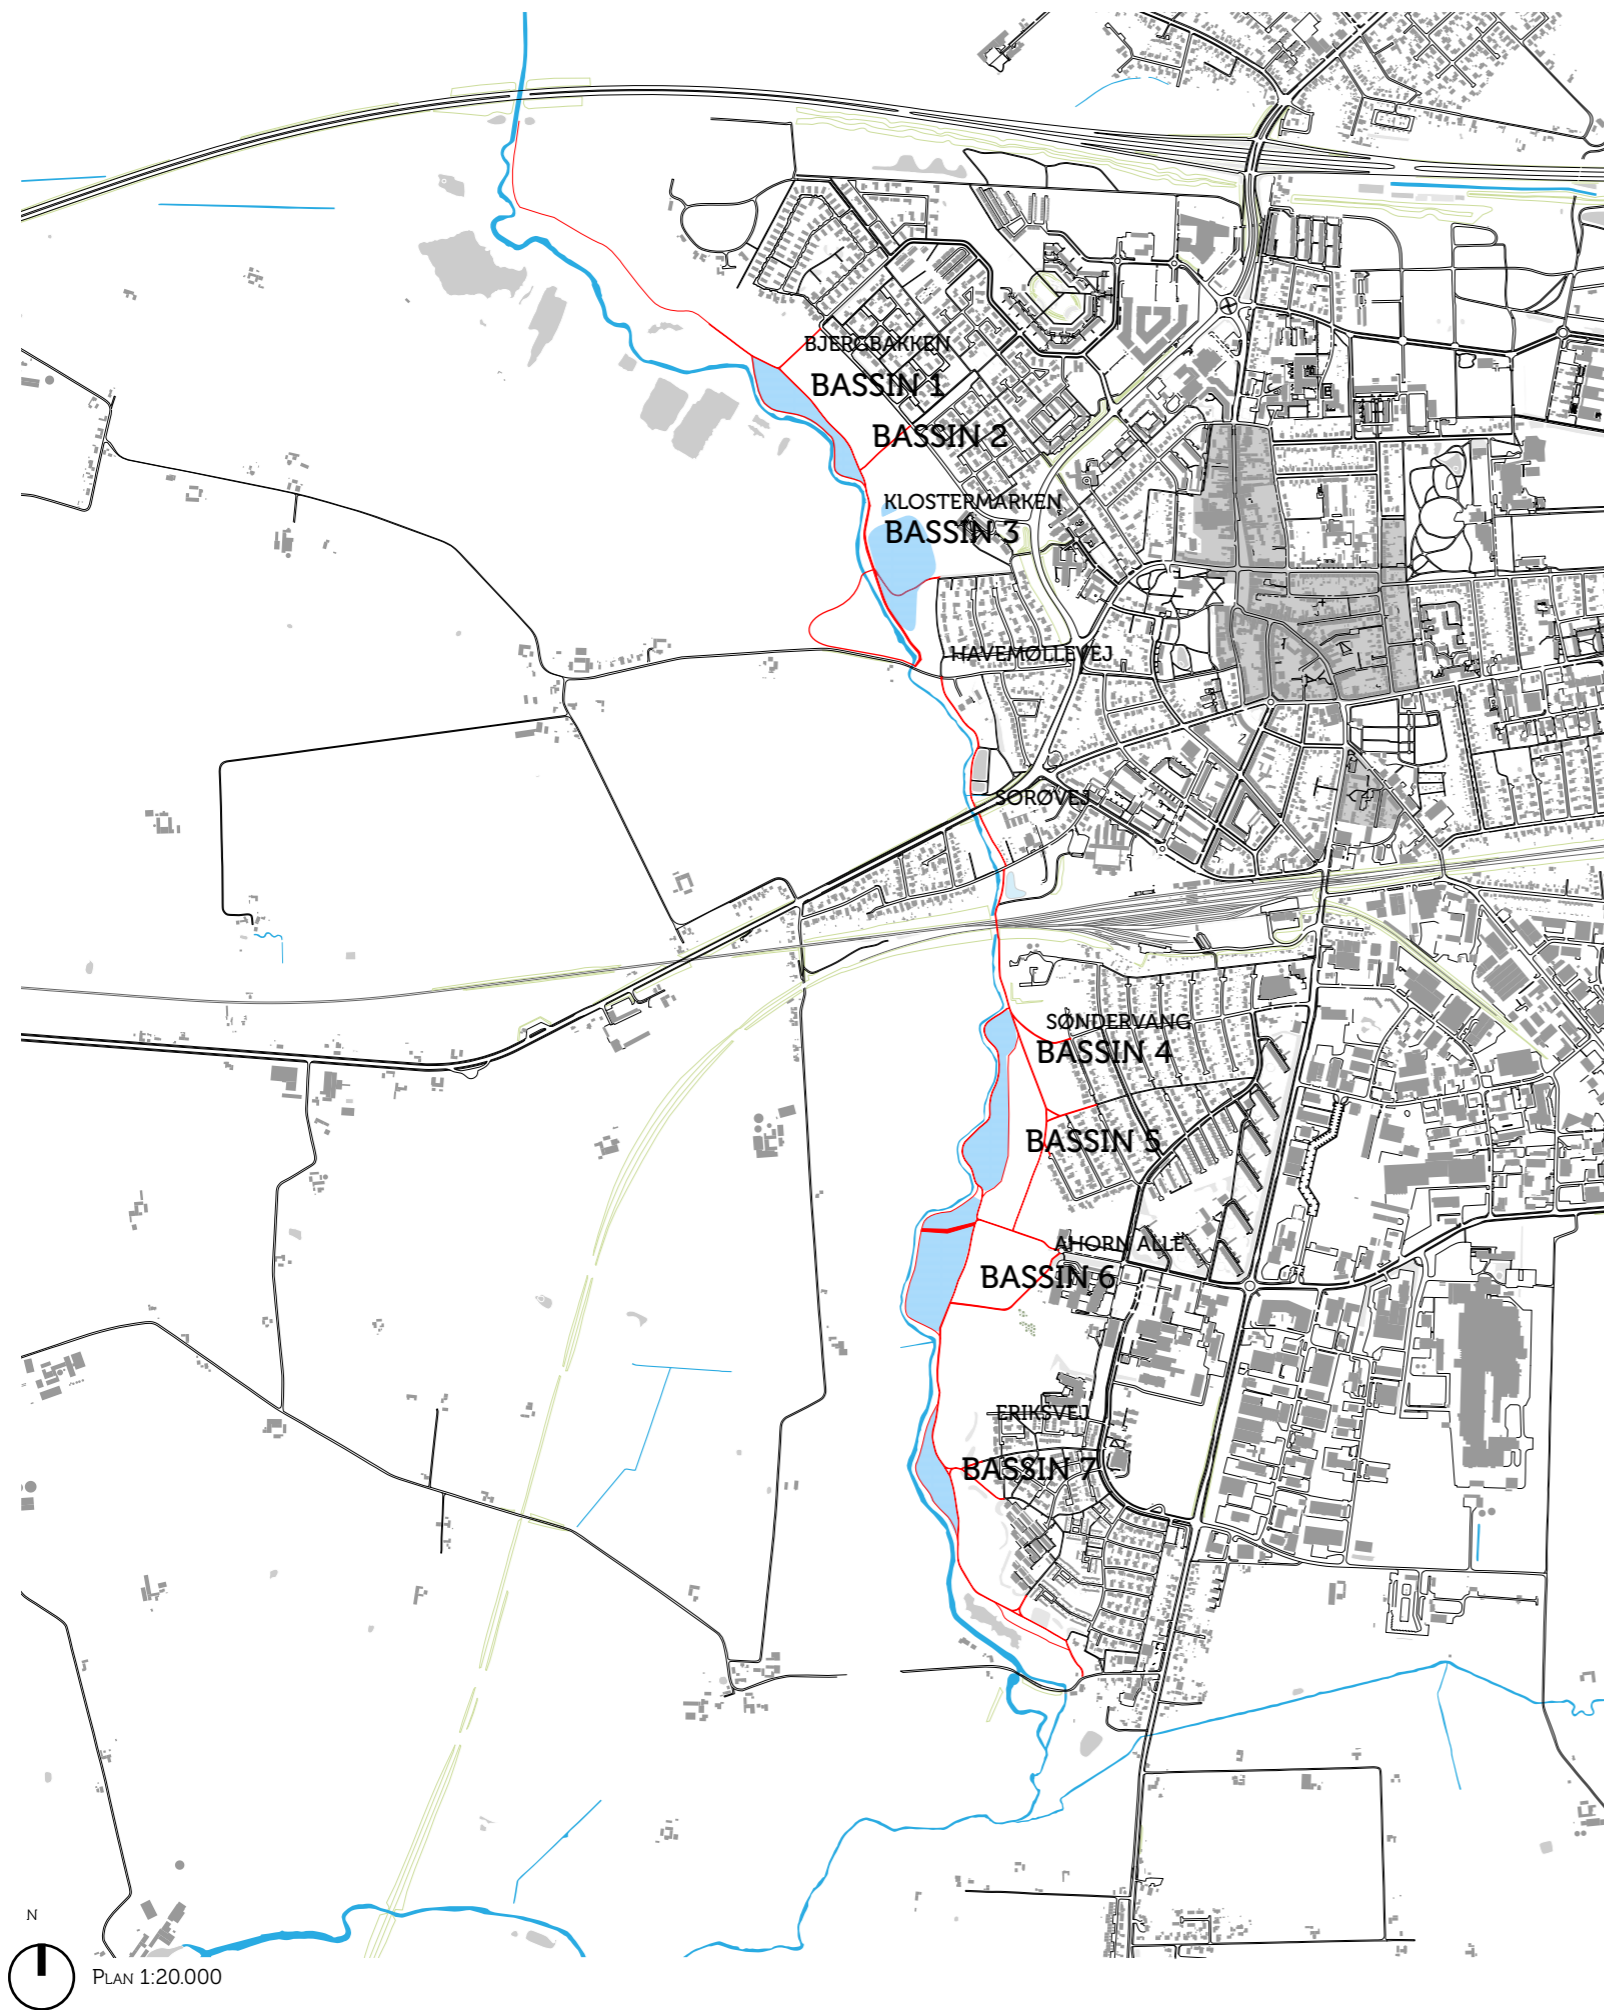 BJERGBAKKEN
BASSIN 1
BASSIN 2
KLOSTERMARKEN
BASSIN 3
HAVEMØLLEVEJ
SORØVEJ
SØNDERVANG
BASSIN 4
BASSIN 5
AHORN ALLÉ
BASSIN 6
ERIKSVEJ
BASSIN 7
N
PLAN 1:20.000